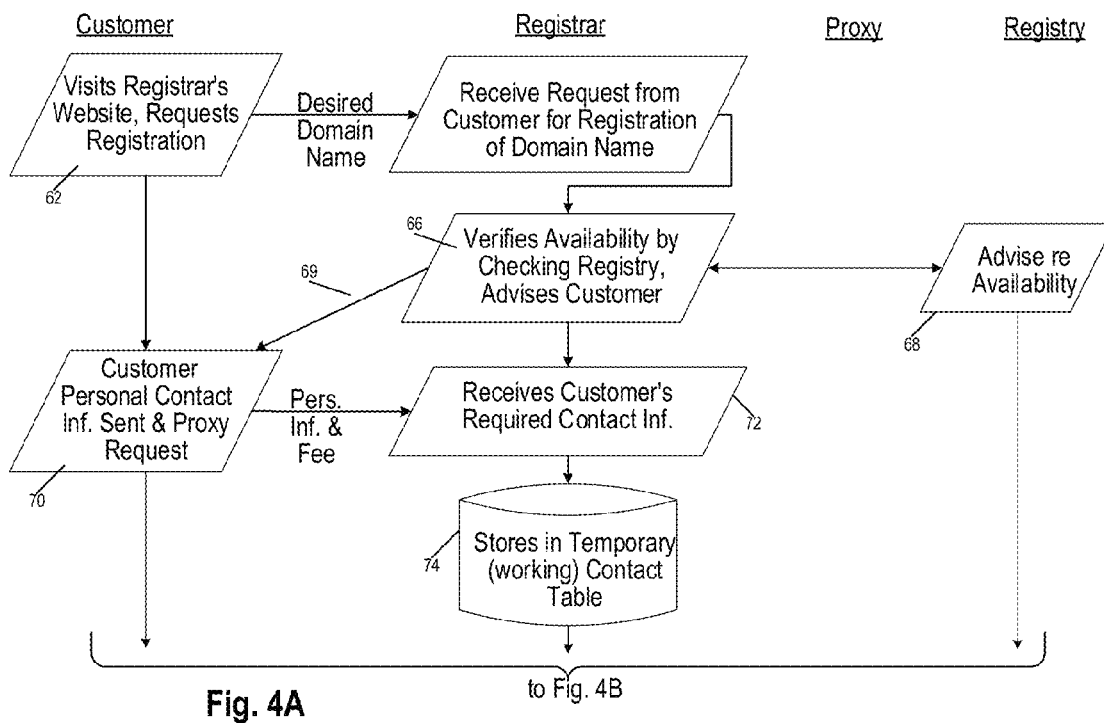 Customer
Registrar
Proxy
Registry
Visits Registrar's
Website, Requests
Registration
62
Desired
Domain
Name
Receive Request from
Customer for Registration
of Domain Name
66
Verifies Availability by
Checking Registry,
Advises Customer
69
Advise re
Availability
68
Customer
Personal Contact
Inf. Sent & Proxy
Request
70
Pers.
Inf. &
Fee
Receives Customer's
Required Contact Inf.
72
74
Stores in Temporary
(working) Contact
Table
to Fig. 4B
Fig. 4A